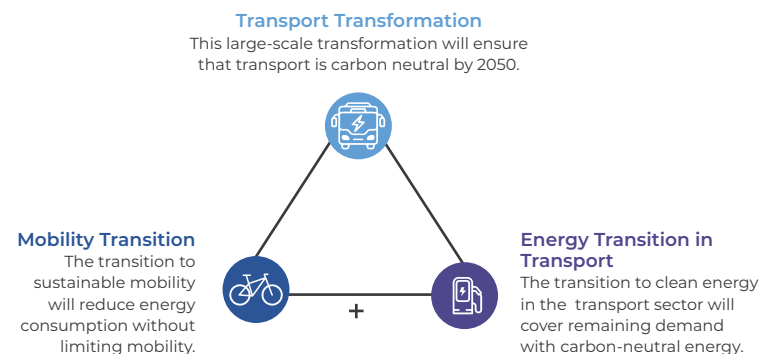 Transport Transformation
This large-scale transformation will ensure
that transport is carbon neutral by 2050.
Mobility Transition
The transition to
sustainable mobility
will reduce energy
consumption without
limiting mobility.
+
Energy Transition in
Transport
The transition to clean energy
in the transport sector will
cover remaining demand
with carbon-neutral energy.